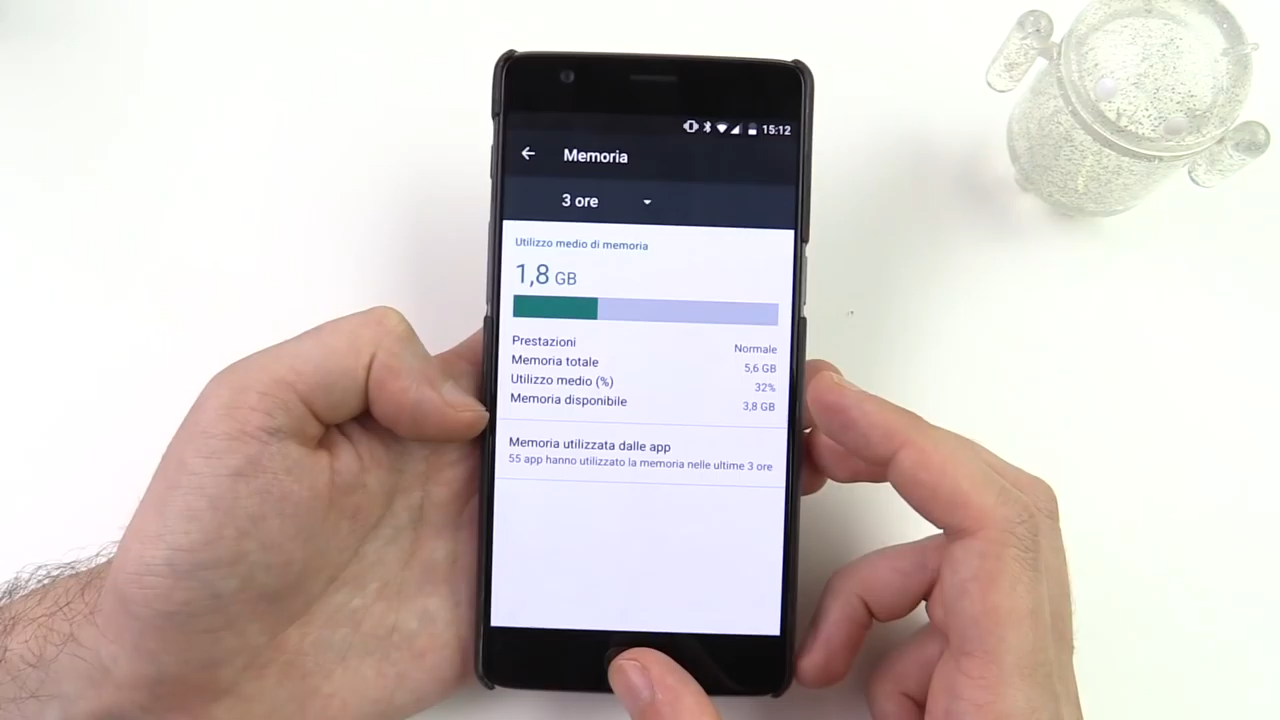 15:12
Memoria
3 ore
Utilizzo medio di memoria
1,8 GB
Prestazioni Normale
Memoria totale 5,6 GB
Utilizzo medio (%) 32%
Memoria disponibile 3,8 GB
Memoria utilizzata dalle app
55 app hanno utilizzato la memoria nelle ultime 3 ore